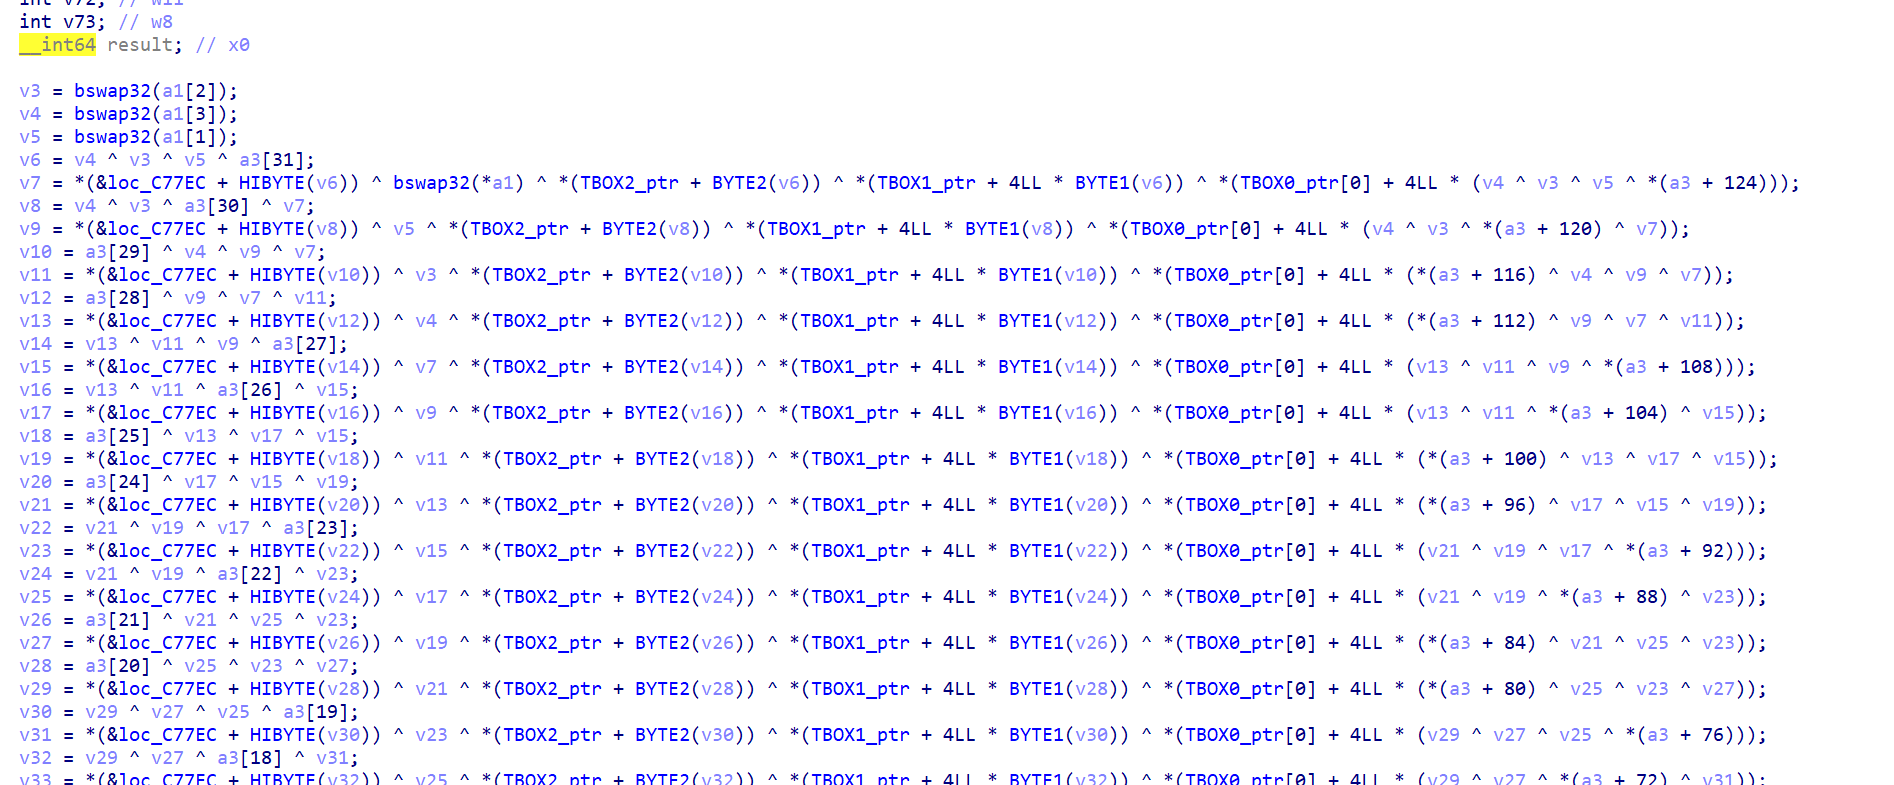 int v72; // w11
int v73; // w8
__int64 result; // x0
v3 = bswap32(a1[2]);
v4 = bswap32(a1[3]);
v5 = bswap32(a1[1]);
v6 = v4 ^ v3 ^ v5 ^ a3[31];
v7 = *(&loc_C77EC + HIBYTE(v6)) ^ bswap32(*a1) ^ *(TBOX2_ptr + BYTE2(v6)) ^ *(TBOX1_ptr + 4LL * BYTE1(v6)) ^ *(TBOX0_ptr[0] + 4LL * (v4 ^ v3 ^ v5 ^ *(a3 + 124)));
v8 = v4 ^ v3 ^ a3[30] ^ v7;
v9 = *(&loc_C77EC + HIBYTE(v8)) ^ v5 ^ *(TBOX2_ptr + BYTE2(v8)) ^ *(TBOX1_ptr + 4LL * BYTE1(v8)) ^ *(TBOX0_ptr[0] + 4LL * (v4 ^ v3 ^ *(a3 + 120) ^ v7));
v10 = a3[29] ^ v4 ^ v9 ^ v7;
v11 = *(&loc_C77EC + HIBYTE(v10)) ^ v3 ^ *(TBOX2_ptr + BYTE2(v10)) ^ *(TBOX1_ptr + 4LL * BYTE1(v10)) ^ *(TBOX0_ptr[0] + 4LL * (*(a3 + 116) ^ v4 ^ v9 ^ v7));
v12 = a3[28] ^ v9 ^ v7 ^ v11;
v13 = *(&loc_C77EC + HIBYTE(v12)) ^ v4 ^ *(TBOX2_ptr + BYTE2(v12)) ^ *(TBOX1_ptr + 4LL * BYTE1(v12)) ^ *(TBOX0_ptr[0] + 4LL * (*(a3 + 112) ^ v9 ^ v7 ^ v11));
v14 = v13 ^ v11 ^ v9 ^ a3[27];
v15 = *(&loc_C77EC + HIBYTE(v14)) ^ v7 ^ *(TBOX2_ptr + BYTE2(v14)) ^ *(TBOX1_ptr + 4LL * BYTE1(v14)) ^ *(TBOX0_ptr[0] + 4LL * (v13 ^ v11 ^ v9 ^ *(a3 + 108)));
v16 = v13 ^ v11 ^ a3[26] ^ v15;
v17 = *(&loc_C77EC + HIBYTE(v16)) ^ v9 ^ *(TBOX2_ptr + BYTE2(v16)) ^ *(TBOX1_ptr + 4LL * BYTE1(v16)) ^ *(TBOX0_ptr[0] + 4LL * (v13 ^ v11 ^ *(a3 + 104) ^ v15));
v18 = a3[25] ^ v13 ^ v17 ^ v15;
v19 = *(&loc_C77EC + HIBYTE(v18)) ^ v11 ^ *(TBOX2_ptr + BYTE2(v18)) ^ *(TBOX1_ptr + 4LL * BYTE1(v18)) ^ *(TBOX0_ptr[0] + 4LL * (*(a3 + 100) ^ v13 ^ v17 ^ v15));
v20 = a3[24] ^ v17 ^ v15 ^ v19;
v21 = *(&loc_C77EC + HIBYTE(v20)) ^ v13 ^ *(TBOX2_ptr + BYTE2(v20)) ^ *(TBOX1_ptr + 4LL * BYTE1(v20)) ^ *(TBOX0_ptr[0] + 4LL * (*(a3 + 96) ^ v17 ^ v15 ^ v19));
v22 = v21 ^ v19 ^ v17 ^ a3[23];
v23 = *(&loc_C77EC + HIBYTE(v22)) ^ v15 ^ *(TBOX2_ptr + BYTE2(v22)) ^ *(TBOX1_ptr + 4LL * BYTE1(v22)) ^ *(TBOX0_ptr[0] + 4LL * (v21 ^ v19 ^ v17 ^ *(a3 + 92)));
v24 = v21 ^ v19 ^ a3[22] ^ v23;
v25 = *(&loc_C77EC + HIBYTE(v24)) ^ v17 ^ *(TBOX2_ptr + BYTE2(v24)) ^ *(TBOX1_ptr + 4LL * BYTE1(v24)) ^ *(TBOX0_ptr[0] + 4LL * (v21 ^ v19 ^ *(a3 + 88) ^ v23));
v26 = a3[21] ^ v21 ^ v25 ^ v23;
v27 = *(&loc_C77EC + HIBYTE(v26)) ^ v19 ^ *(TBOX2_ptr + BYTE2(v26)) ^ *(TBOX1_ptr + 4LL * BYTE1(v26)) ^ *(TBOX0_ptr[0] + 4LL * (*(a3 + 84) ^ v21 ^ v25 ^ v23));
v28 = a3[20] ^ v25 ^ v23 ^ v27;
v29 = *(&loc_C77EC + HIBYTE(v28)) ^ v21 ^ *(TBOX2_ptr + BYTE2(v28)) ^ *(TBOX1_ptr + 4LL * BYTE1(v28)) ^ *(TBOX0_ptr[0] + 4LL * (*(a3 + 80) ^ v25 ^ v23 ^ v27));
v30 = v29 ^ v27 ^ v25 ^ a3[19];
v31 = *(&loc_C77EC + HIBYTE(v30)) ^ v23 ^ *(TBOX2_ptr + BYTE2(v30)) ^ *(TBOX1_ptr + 4LL * BYTE1(v30)) ^ *(TBOX0_ptr[0] + 4LL * (v29 ^ v27 ^ v25 ^ *(a3 + 76)));
v32 = v29 ^ v27 ^ a3[18] ^ v31;
v33 = *(&loc_C77EC + HIBYTE(v32)) ^ v25 ^ *(TBOX2_ptr + BYTE2(v32)) ^ *(TBOX1_ptr + 4LL * BYTE1(v32)) ^ *(TBOX0_ptr[0] + 4LL * (v29 ^ v27 ^ *(a3 + 72) ^ v31));